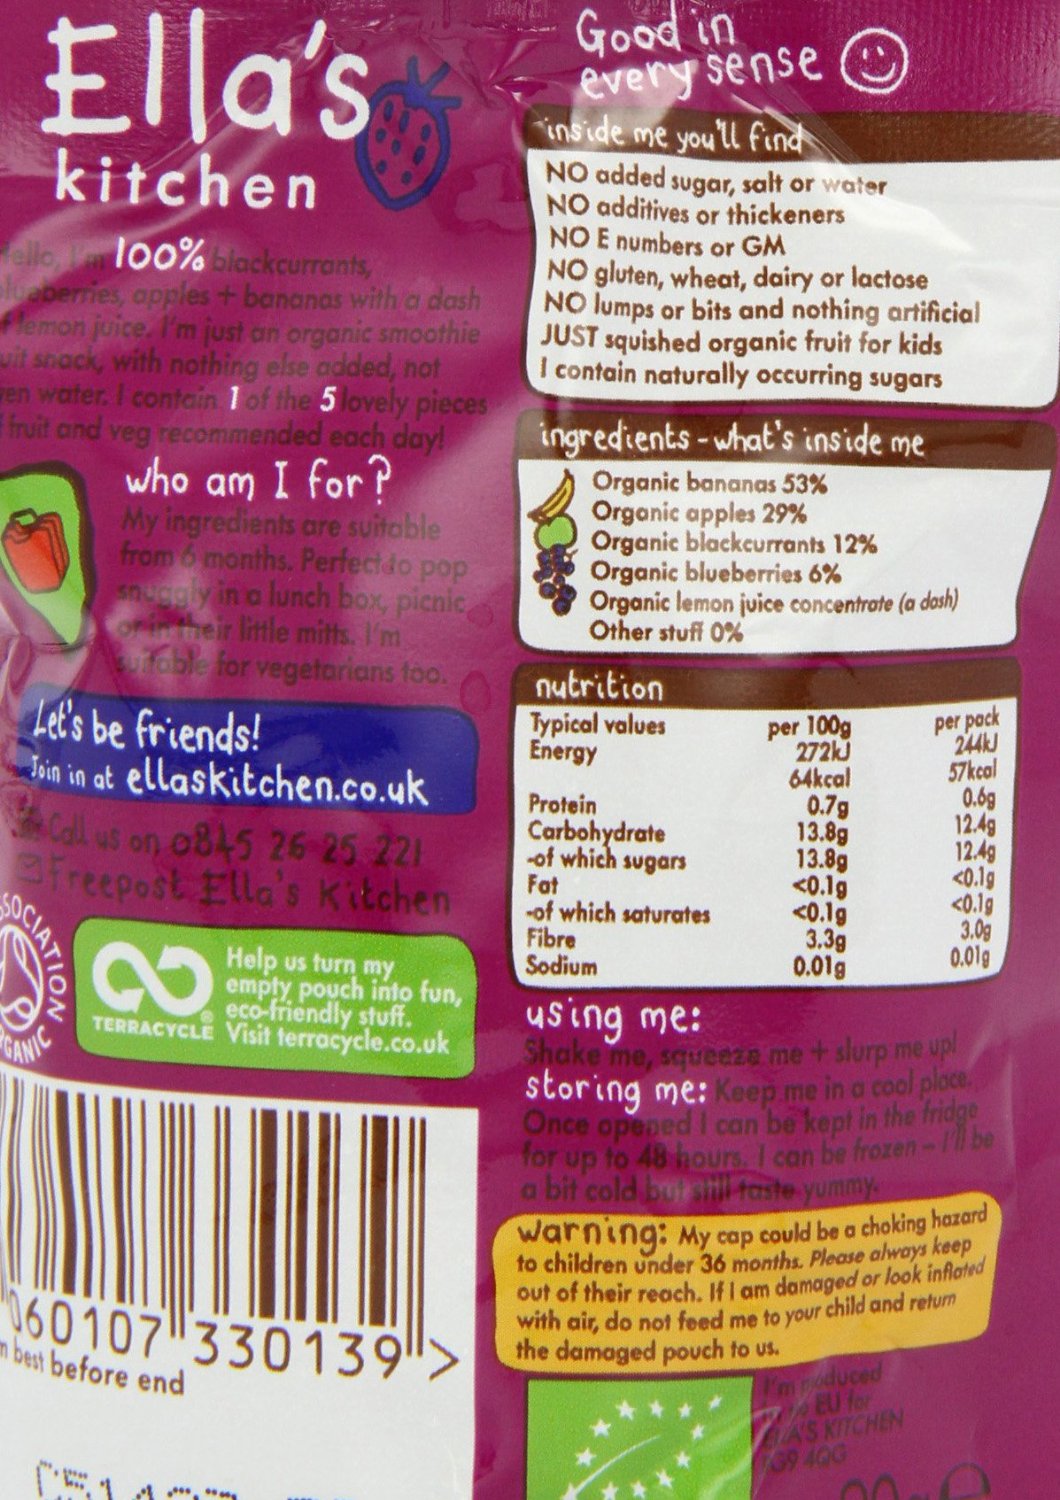 Ella's
kitchen
Good in
every sense
inside me you'll find
NO added sugar, salt or water
NO additives or thickeners
NO E numbers or GM
NO gluten, wheat, dairy or lactose
NO lumps or bits and nothing artificial
JUST squished organic fruit for kids
I contain naturally occurring sugars
I'm 100% blackcurrants,
blueberries, apples + bananas with a dash
lemon juice. I'm just an organic smoothie
snack, with nothing else added, not
water. I contain 1 of the 5 lovely pieces
fruit and veg recommended each day!
who am I for?
My ingredients are suitable
from 6 months. Perfect to pop
snuggly in a lunch box, picnic
or in their little mitts. I'm
suitable for vegetarians too.
ingredients - what's inside me
Organic bananas 53%
Organic apples 29%
Organic blackcurrants 12%
Organic blueberries 6%
Organic lemon juice concentrate (a dash)
Other stuff 0%
Let's be friends!
Join in at ellaskitchen.co.uk
Call us on 0845 26 25 221
Freepost Ella's Kitchen
nutrition
Typical values per 100g per pack
Energy 272kJ 244kJ
64kcal 57kcal
Protein 0.7g 0.6g
Carbohydrate 13.8g 12.4g
-of which sugars 13.8g 12.4g
Fat <0.1g <0.1g
-of which saturates <0.1g <0.1g
Fibre 3.3g 3.0g
Sodium 0.01g 0.01g
TERRACYCLE®
Help us turn my
empty pouch into fun,
eco-friendly stuff.
Visit terracycle.co.uk
using me:
Shake me, squeeze me + slurp me up!
storing me: Keep me in a cool place.
Once opened I can be kept in the fridge
for up to 48 hours. I can be frozen – I'll be
a bit cold but still taste yummy.
warning: My cap could be a choking hazard
to children under 36 months. Please always keep
out of their reach. If I am damaged or look inflated
with air, do not feed me to your child and return
the damaged pouch to us.
060107 330139 >
best before end
I'm produced
EU for
ELLA'S KITCHEN
4QG